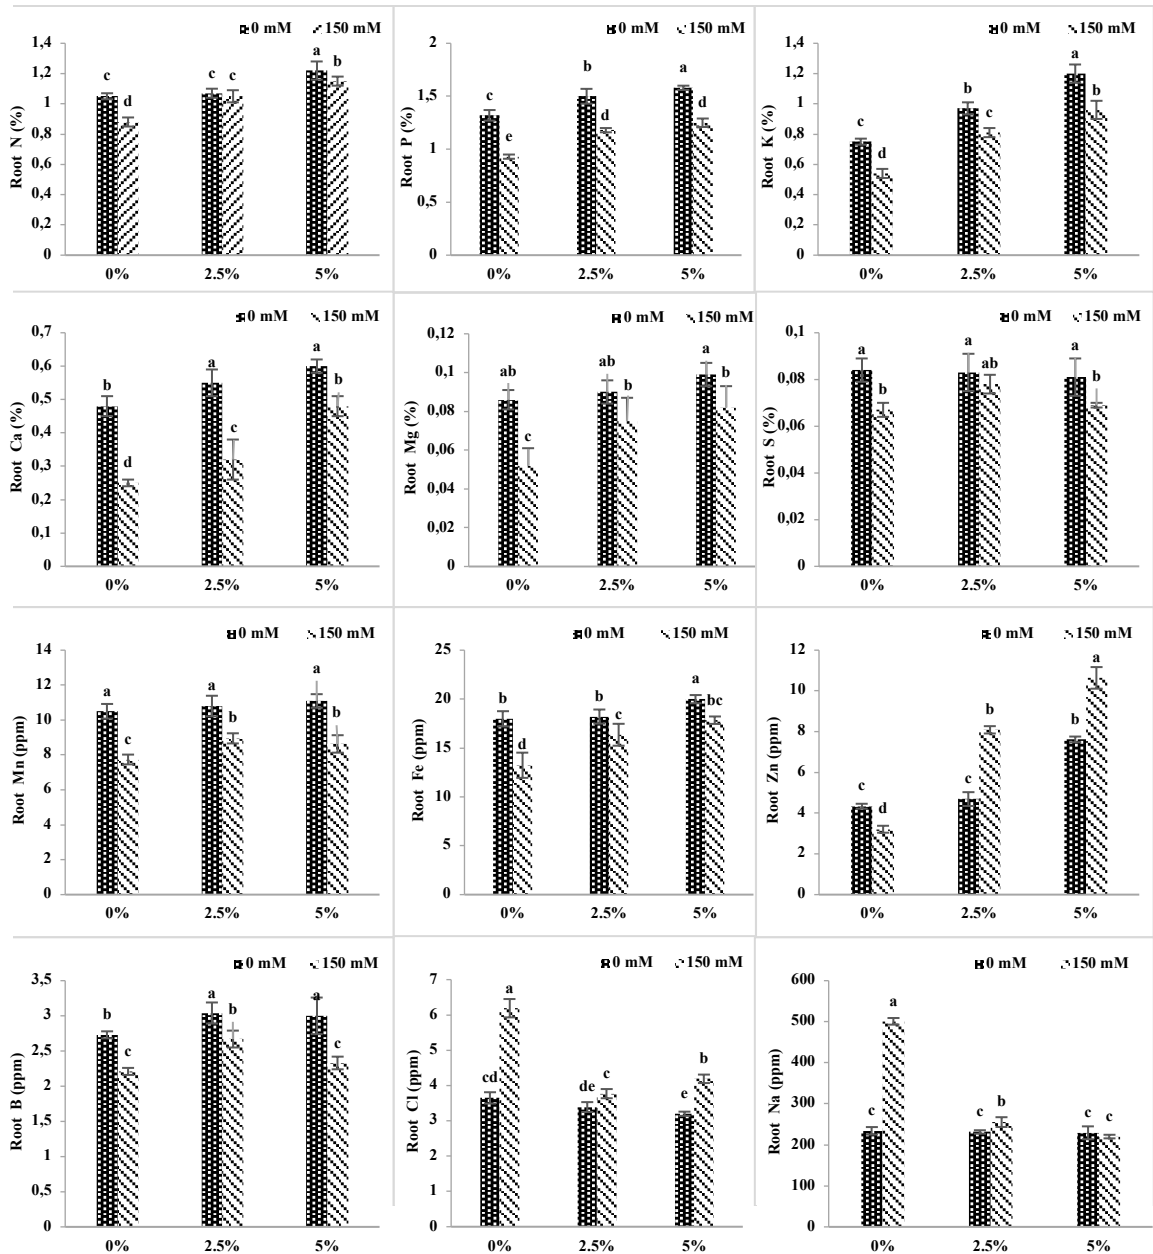 0 mM 150 mM
1,4
1,2
1
0,8
0,6
0,4
0,2
0
Root N (%)
c d c c a b
0% 2.5% 5%
0 mM 150 mM
2
1,5
1
0,5
0
Root P (%)
c e b d a d
0% 2.5% 5%
0 mM 150 mM
1,4
1,2
1
0,8
0,6
0,4
0,2
0
Root K (%)
c d b c a b
0% 2.5% 5%
0 mM 150 mM
0,7
0,6
0,5
0,4
0,3
0,2
0,1
0
Root Ca (%)
b d a c a b
0% 2.5% 5%
0 mM 150 mM
0,12
0,1
0,08
0,06
0,04
0,02
0
Root Mg (%)
ab c ab b a b
0% 2.5% 5%
0 mM 150 mM
0,1
0,08
0,06
0,04
0,02
0
Root S (%)
a b a ab a b
0% 2.5% 5%
0 mM 150 mM
14
12
10
8
6
4
2
0
Root Mn (ppm)
a c a b a b
0% 2.5% 5%
0 mM 150 mM
25
20
15
10
5
0
Root Fe (ppm)
b d b c a bc
0% 2.5% 5%
0 mM 150 mM
12
10
8
6
4
2
0
Root Zn (ppm)
c d c b b a
0% 2.5% 5%
0 mM 150 mM
3,5
3
2,5
2
1,5
1
0,5
0
Root B (ppm)
b c a b a c
0% 2.5% 5%
0 mM 150 mM
7
6
5
4
3
2
1
0
Root Cl (ppm)
cd a de c e b
0% 2.5% 5%
0 mM 150 mM
600
500
400
300
200
100
0
Root Na (ppm)
c a c b c c
0% 2.5% 5%